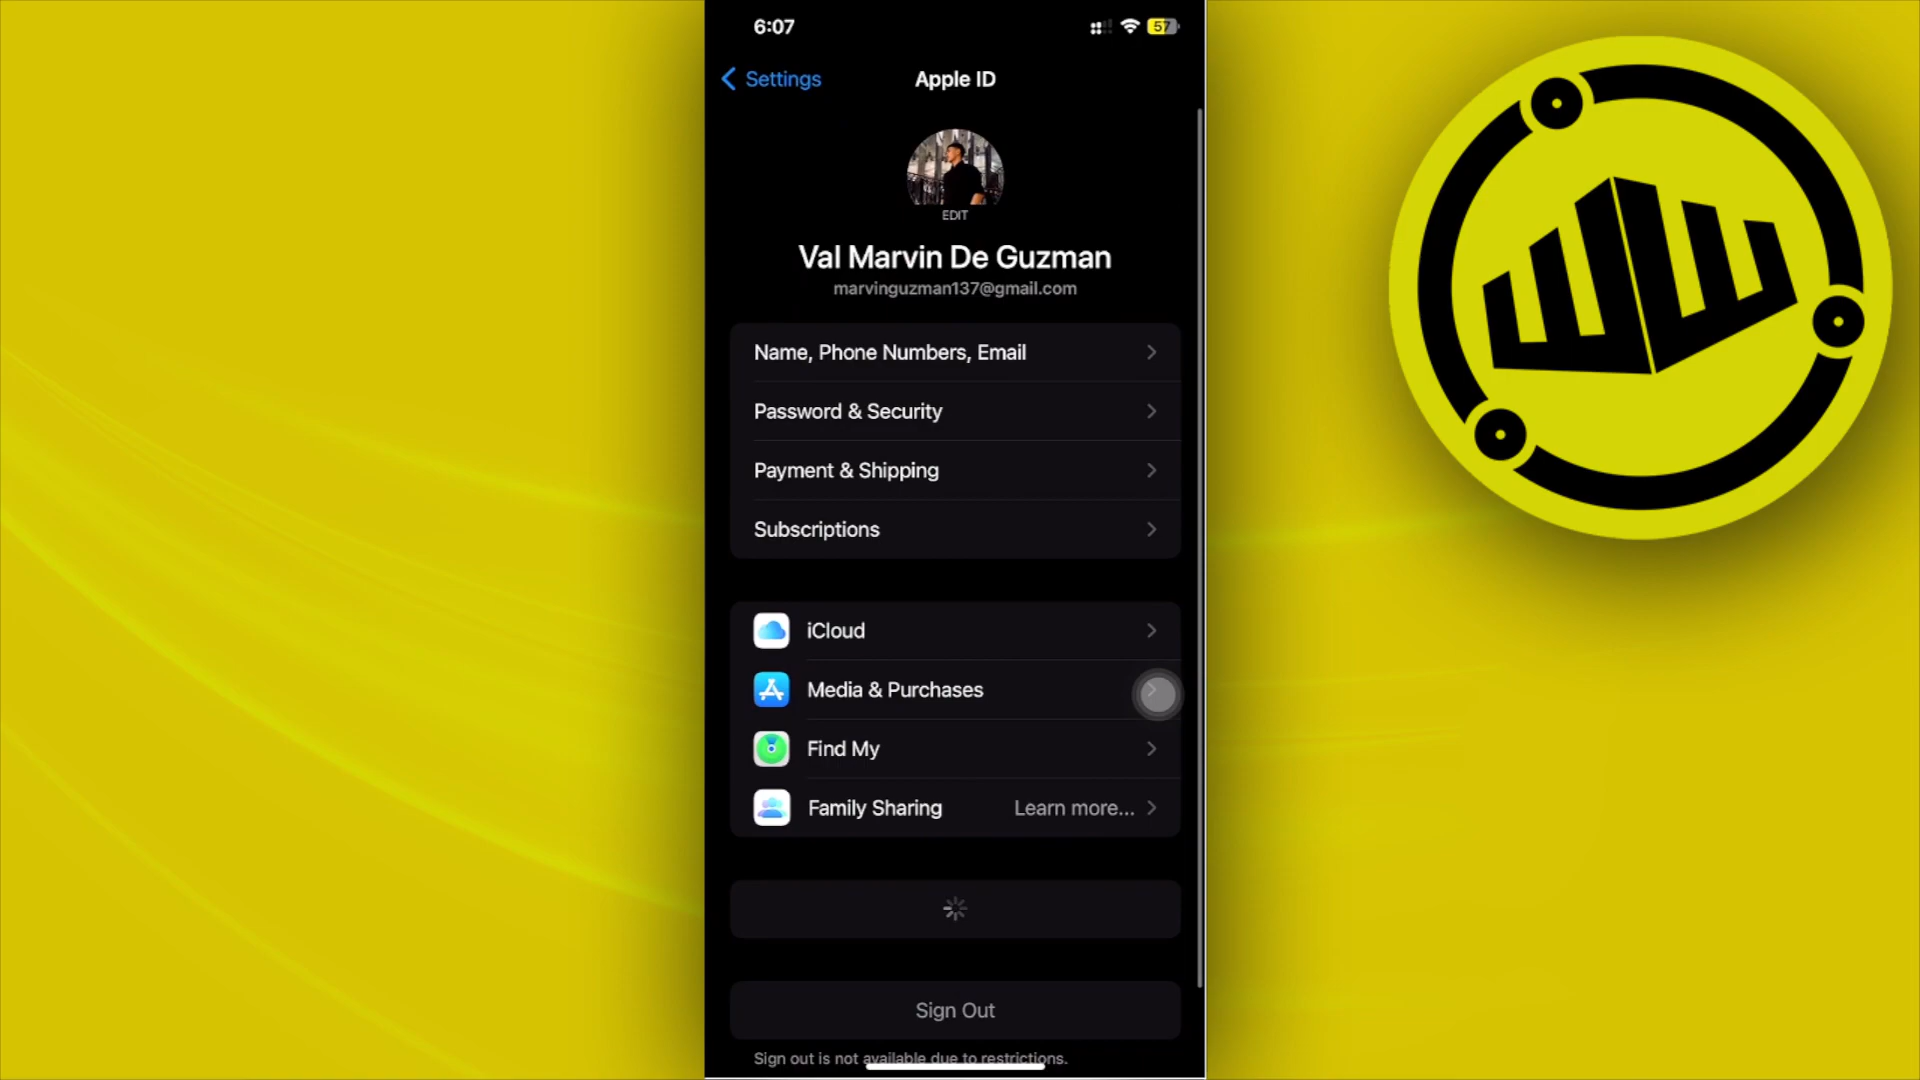 6:07
57
Settings
Apple ID
EDIT
Val Marvin De Guzman
marvinguzman137@gmail.com
Name, Phone Numbers, Email
Password & Security
Payment & Shipping
Subscriptions
iCloud
Media & Purchases
Find My
Family Sharing Learn more...
Sign Out
Sign out is not available due to restrictions.